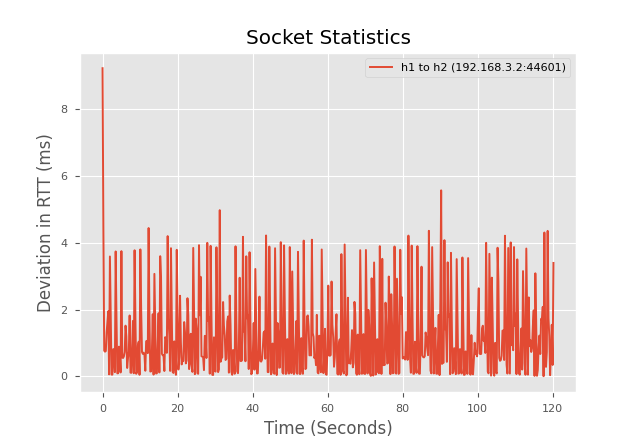 Socket Statistics
h1 to h2 (192.168.3.2:44601)
Deviation in RTT (ms)
8
6
4
2
0
0 20 40 60 80 100 120
Time (Seconds)